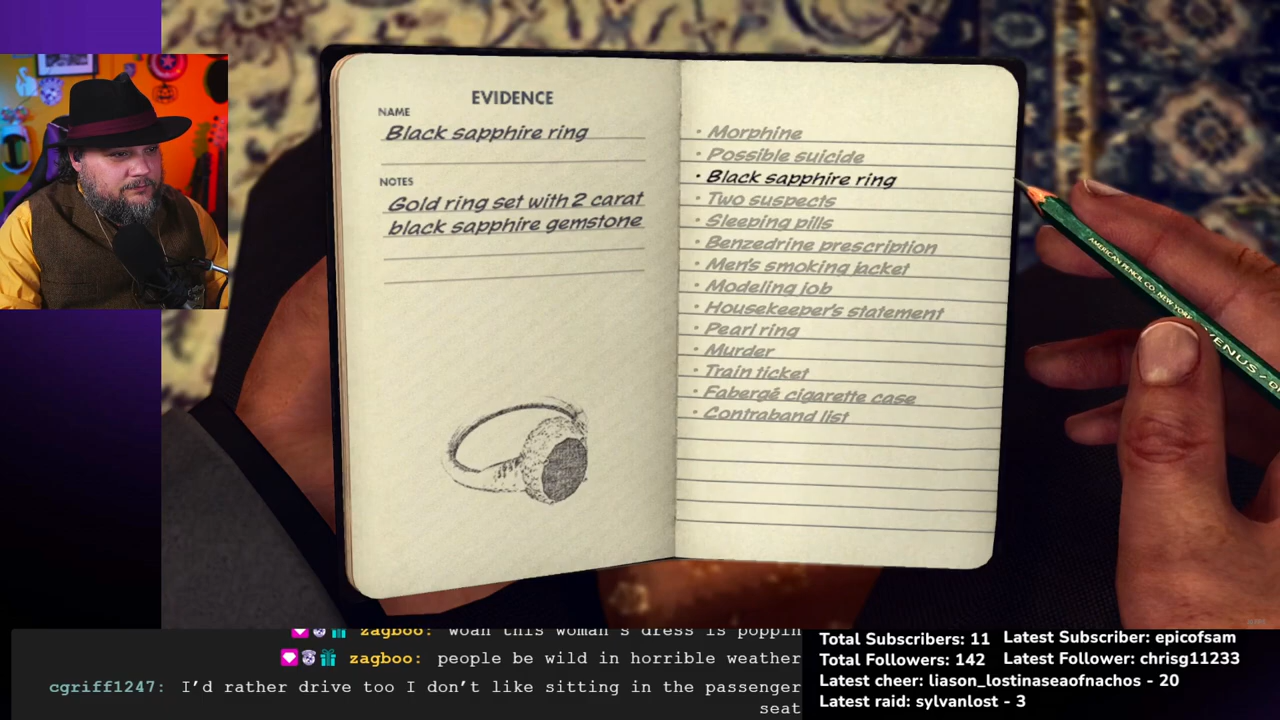 EVIDENCE
NAME
Black sapphire ring
NOTES
Gold ring set with 2 carat
black sapphire gemstone
• Morphine
• Possible suicide
• Black sapphire ring
• Two suspects
• Sleeping pills
• Benzedrine prescription
• Men's smoking jacket
• Modeling job
• Housekeeper's statement
• Pearl ring
• Murder
• Train ticket
• Fabergé cigarette case
• Contraband list
AMERICAN PENCIL CO. NEW YORK
VENUS
zagboo: woah this woman's dress is poppin
zagboo: people be wild in horrible weather
cgriff1247: I'd rather drive too I don't like sitting in the passenger
seat
Total Subscribers: 11 Latest Subscriber: epicofsam
Total Followers: 142 Latest Follower: chrisg11233
Latest cheer: liason_lostinaseaofnachos - 20
Latest raid: sylvanlost - 3